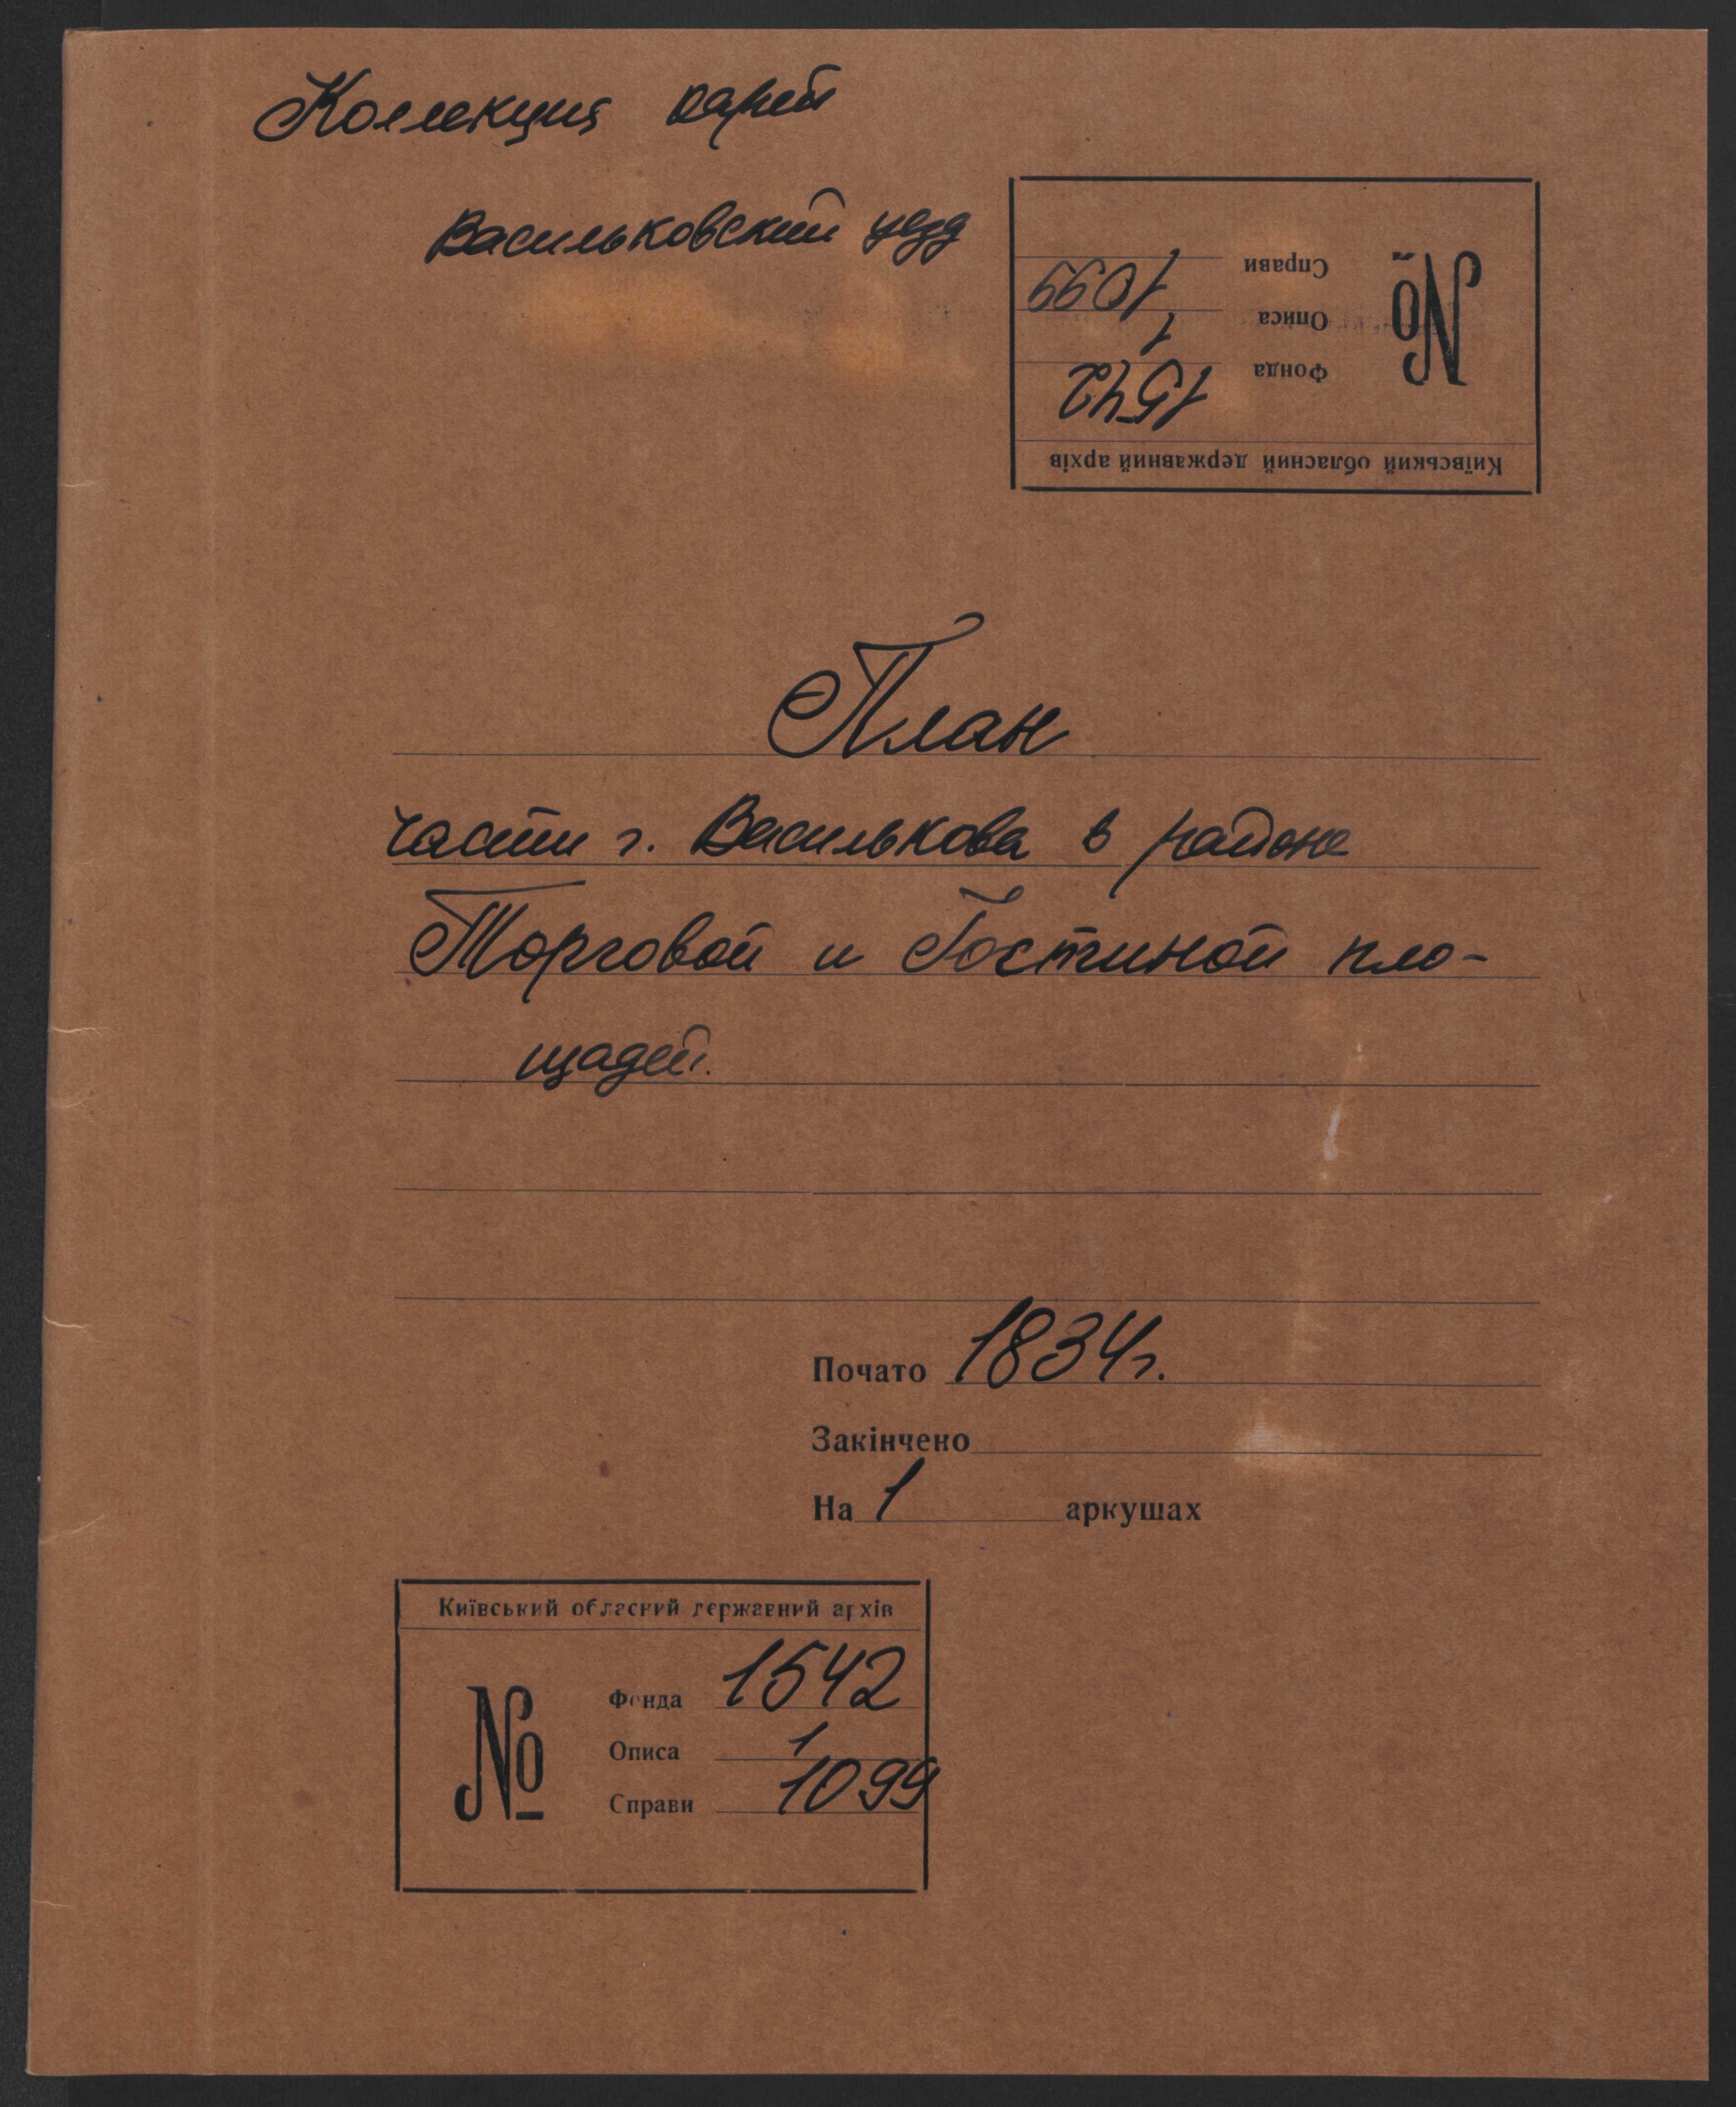 Коллекция карт
Васильковский уезд
№
Справи 1099
Описа 1
Фонда 1542
Київський обласний державний архів
План
части г. Василькова в районе
Торговой и Гостиной пло-
щадей.
Почато 1834г.
Закінчено
На 1 аркушах
Київський обласний державний архів
№
Фонда 1542
Описа 1
Справи 1099